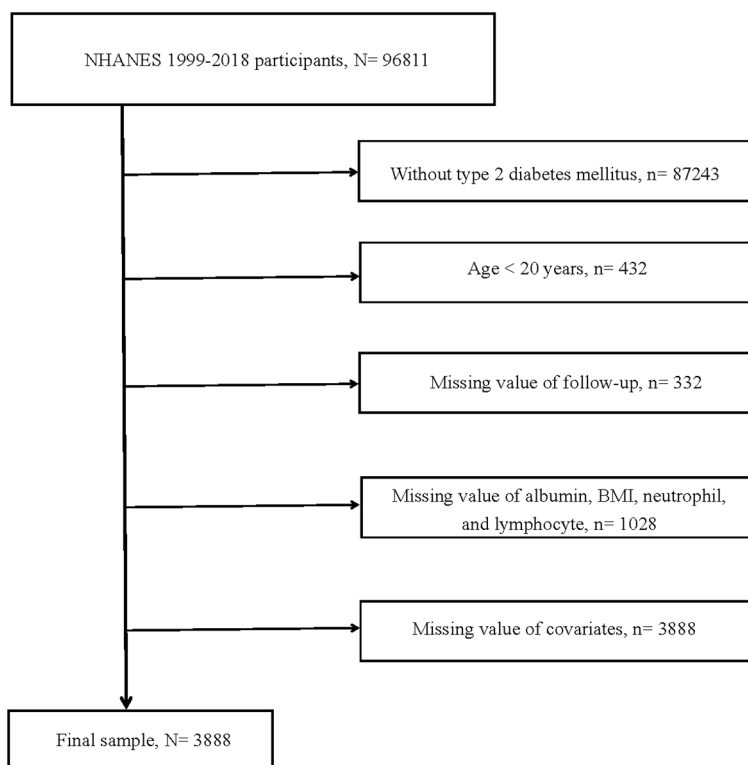 NHANES 1999-2018 participants, N= 96811
Without type 2 diabetes mellitus, n= 87243
Age < 20 years, n= 432
Missing value of follow-up, n= 332
Missing value of albumin, BMI, neutrophil,
and lymphocyte, n= 1028
Missing value of covariates, n= 3888
Final sample, N= 3888